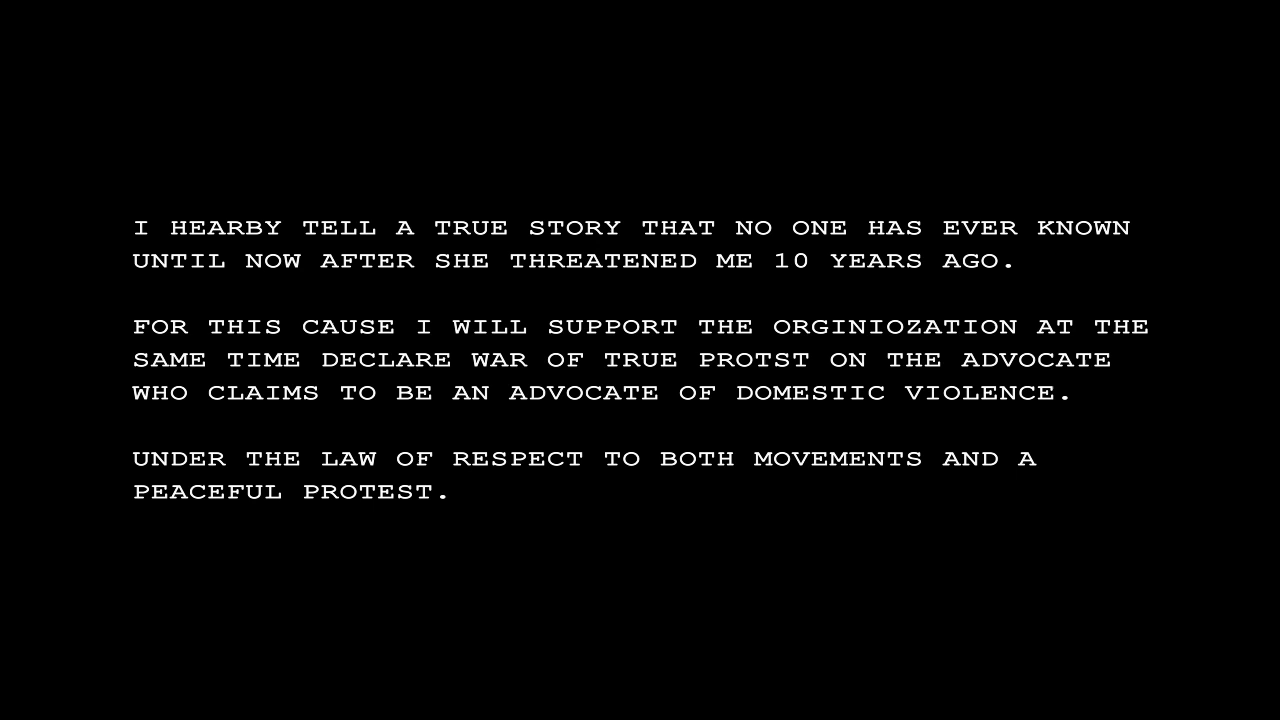 I HEARBY TELL A TRUE STORY THAT NO ONE HAS EVER KNOWN
UNTIL NOW AFTER SHE THREATENED ME 10 YEARS AGO.
FOR THIS CAUSE I WILL SUPPORT THE ORGINIOZATION AT THE
SAME TIME DECLARE WAR OF TRUE PROTST ON THE ADVOCATE
WHO CLAIMS TO BE AN ADVOCATE OF DOMESTIC VIOLENCE.
UNDER THE LAW OF RESPECT TO BOTH MOVEMENTS AND A
PEACEFUL PROTEST.